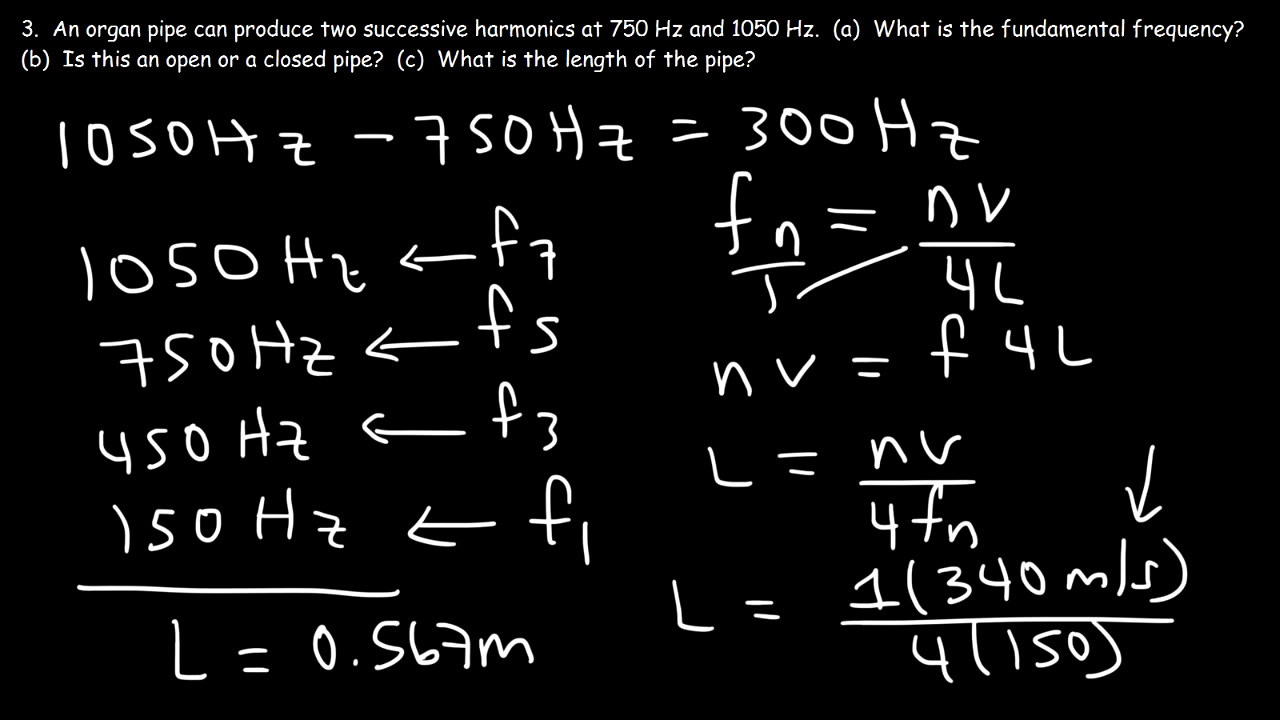 3. An organ pipe can produce two successive harmonics at 750 Hz and 1050 Hz. (a) What is the fundamental frequency?
(b) Is this an open or a closed pipe? (c) What is the length of the pipe?
1050 Hz - 750 Hz = 300 Hz
1050 Hz ← f7
750 Hz ← f5
450 Hz ← f3
150 Hz ← f1
L = 0.567m
fn/1 = nv/4L
nv = f 4L
L = nv/4fn
L = 1(340 m/s)/4(150)